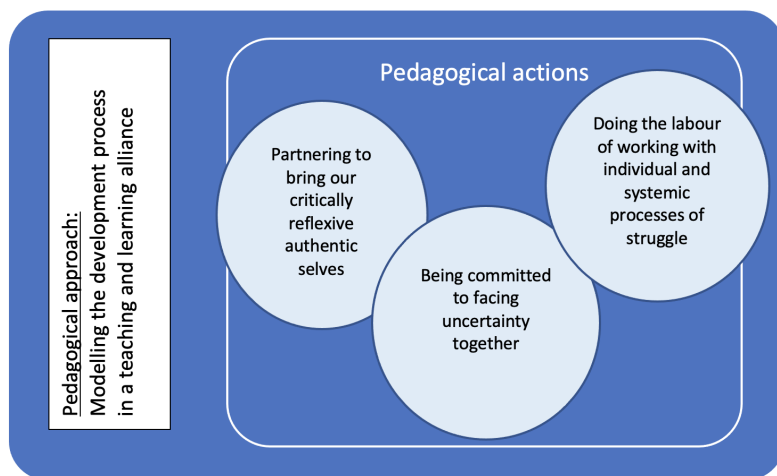 Pedagogical approach:
Modelling the development process
in a teaching and learning alliance
Pedagogical actions
Partnering to
bring our
critically
reflexive
authentic
selves
Being committed
to facing
uncertainty
together
Doing the labour
of working with
individual and
systemic
processes of
struggle